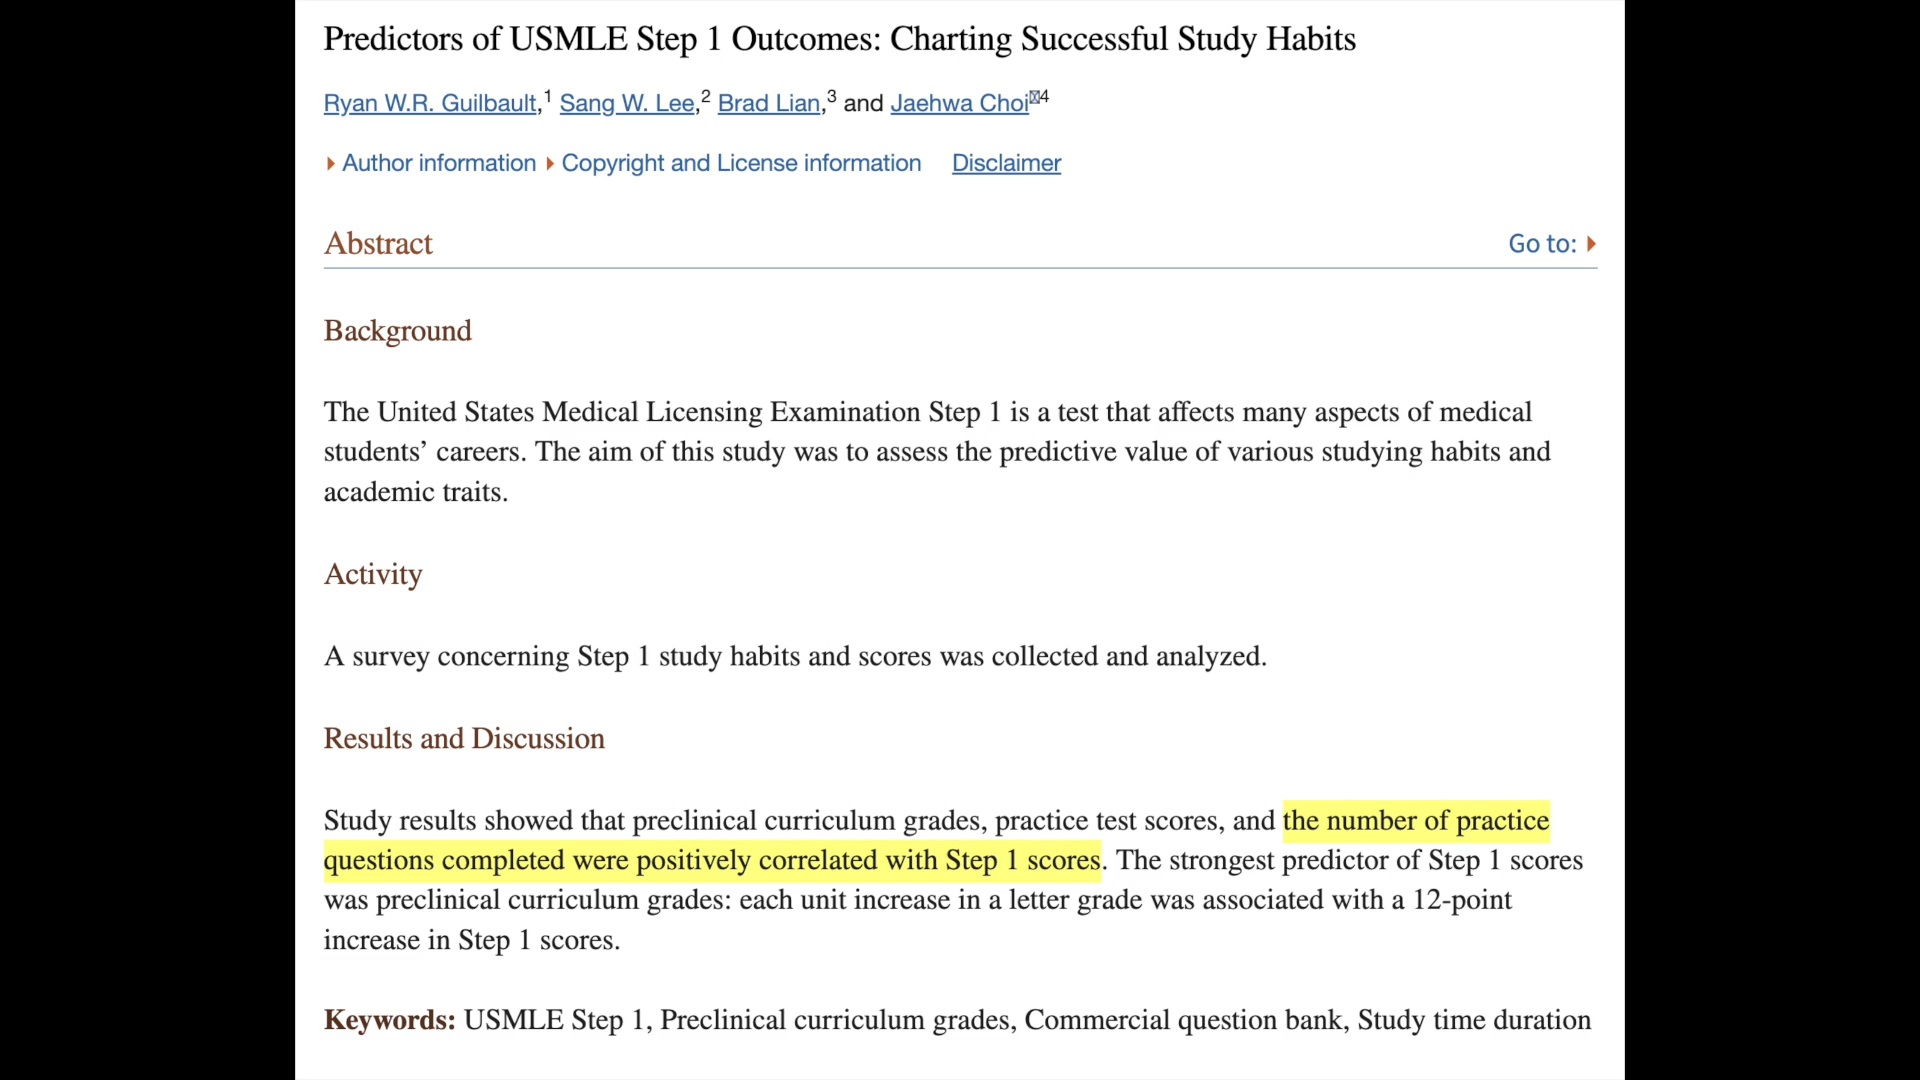 Predictors of USMLE Step 1 Outcomes: Charting Successful Study Habits
Ryan W.R. Guilbault,1 Sang W. Lee,2 Brad Lian,3 and Jaehwa Choi4
Author information Copyright and License information Disclaimer
Abstract Go to:
Background
The United States Medical Licensing Examination Step 1 is a test that affects many aspects of medical
students’ careers. The aim of this study was to assess the predictive value of various studying habits and
academic traits.
Activity
A survey concerning Step 1 study habits and scores was collected and analyzed.
Results and Discussion
Study results showed that preclinical curriculum grades, practice test scores, and the number of practice
questions completed were positively correlated with Step 1 scores. The strongest predictor of Step 1 scores
was preclinical curriculum grades: each unit increase in a letter grade was associated with a 12-point
increase in Step 1 scores.
Keywords: USMLE Step 1, Preclinical curriculum grades, Commercial question bank, Study time duration